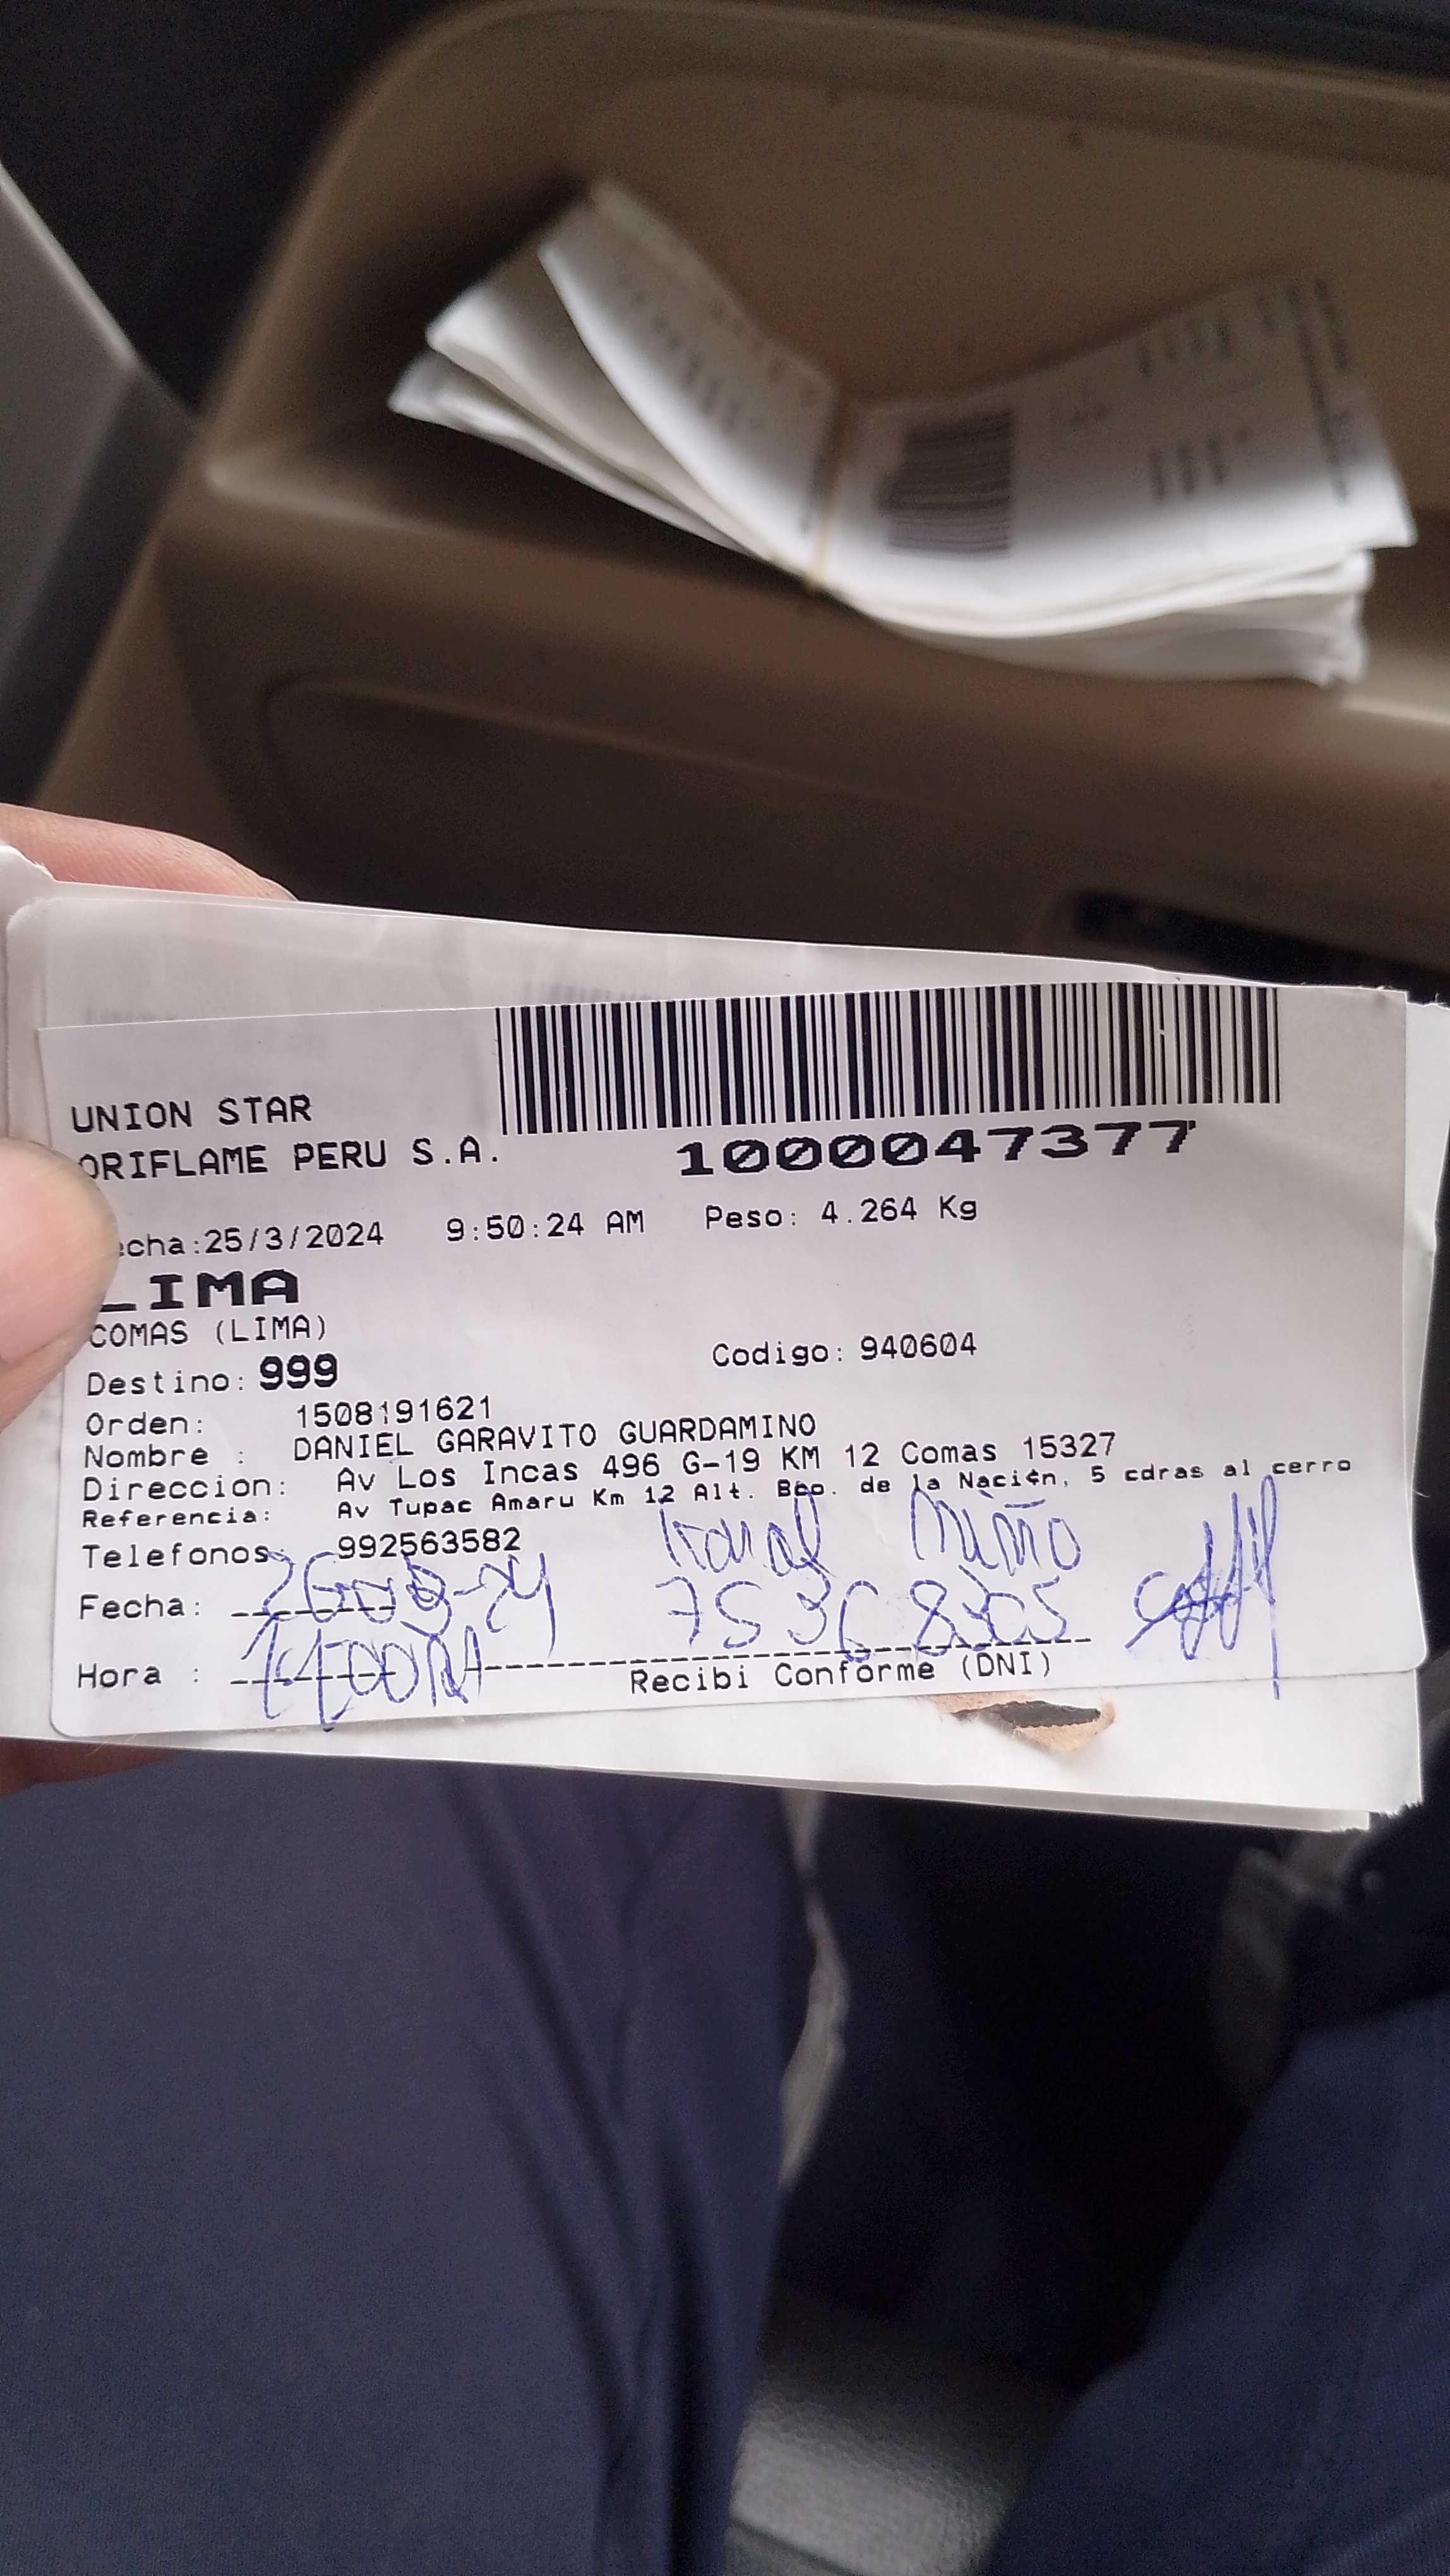 UNION STAR
ORIFLAME PERU S.A.
1000047377
echa:25/3/2024 9:50:24 AM Peso: 4.264 Kg
LIMA
COMAS (LIMA)
Destino: 999 Codigo: 940604
Orden: 1508191621
Nombre : DANIEL GARAVITO GUARDAMINO
Direccion: Av Los Incas 496 G-19 KM 12 Comas 15327
Referencia: Av Tupac Amaru Km 12 Alt. Bco. de la Naci¢n, 5 cdras al cerro
Telefonos: 992563582
Fecha: 26-03-24
Hora :
Recibi Conforme (DNI)